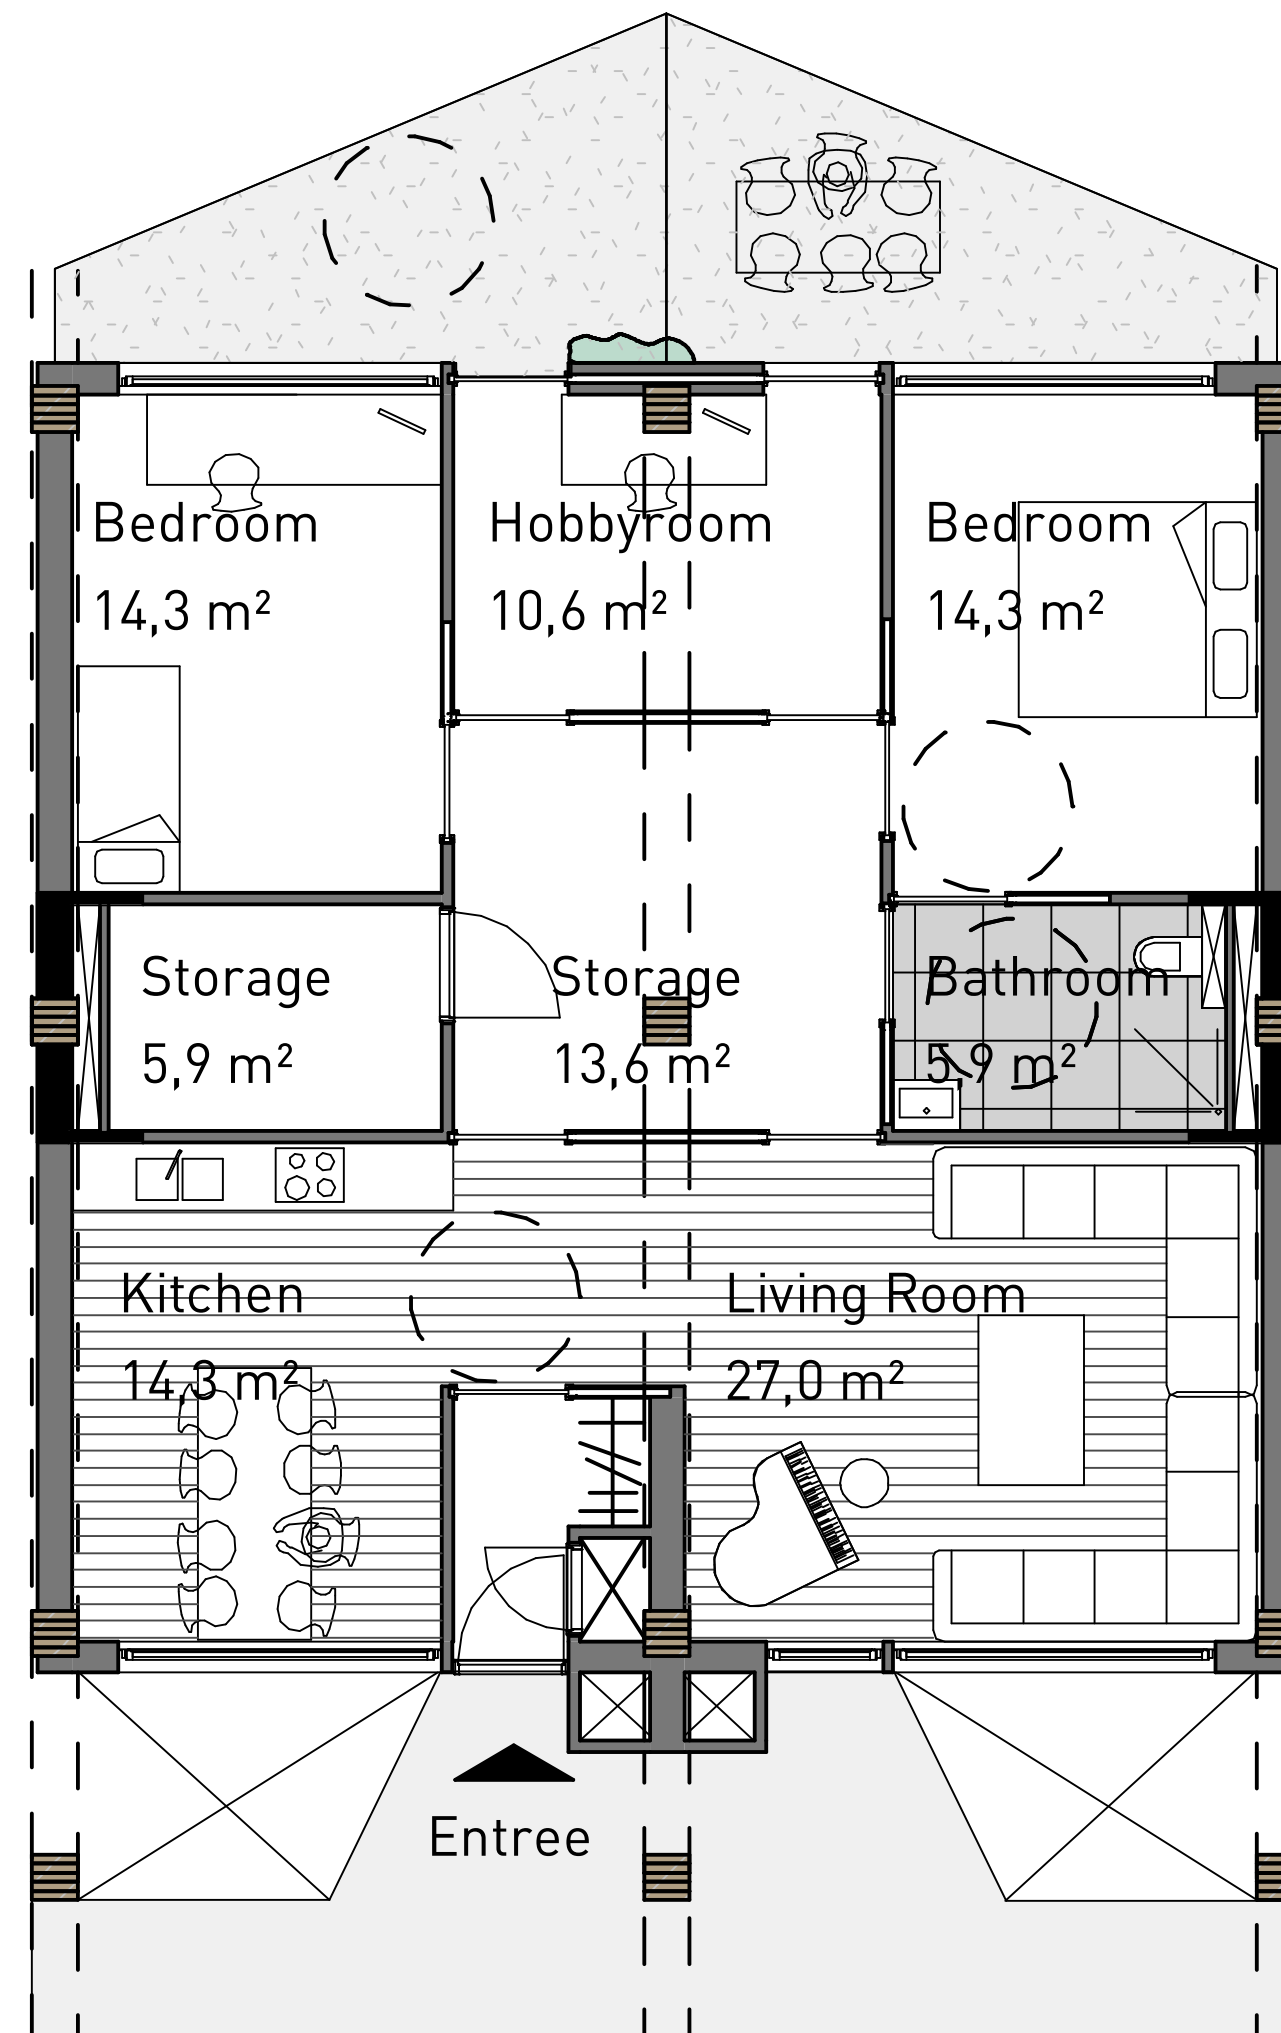 Bedroom
14,3 m²
Hobbyroom
10,6 m²
Bedroom
14,3 m²
Storage
5,9 m²
Storage
13,6 m²
Bathroom
5,9 m²
Kitchen
14,3 m²
Living Room
27,0 m²
Entree